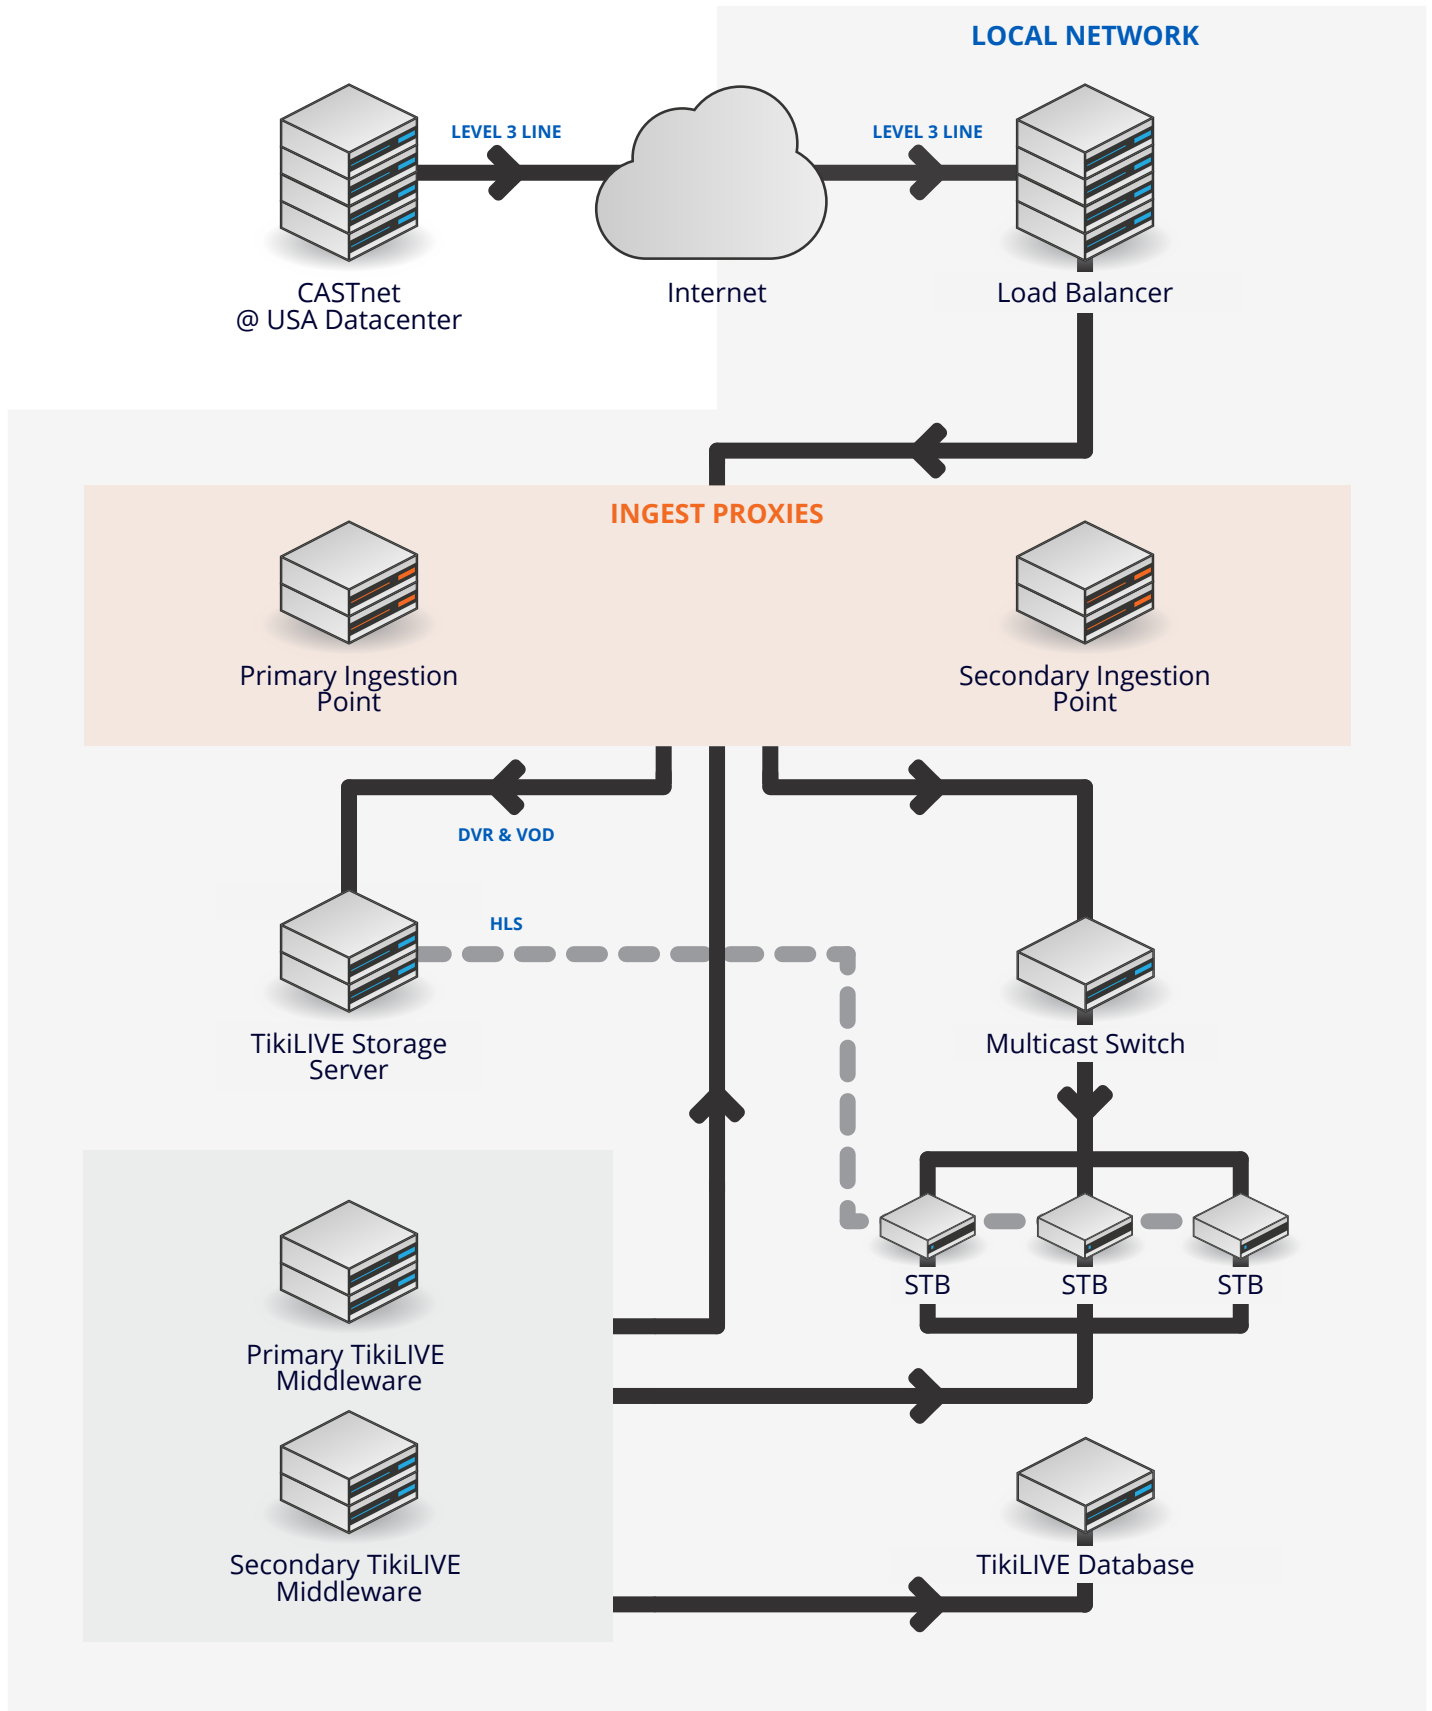 LOCAL NETWORK
LEVEL 3 LINE
LEVEL 3 LINE
CASTnet
@ USA Datacenter
Internet
Load Balancer
INGEST PROXIES
Primary Ingestion
Point
Secondary Ingestion
Point
DVR & VOD
HLS
TikiLIVE Storage
Server
Multicast Switch
STB
STB
STB
Primary TikiLIVE
Middleware
Secondary TikiLIVE
Middleware
TikiLIVE Database